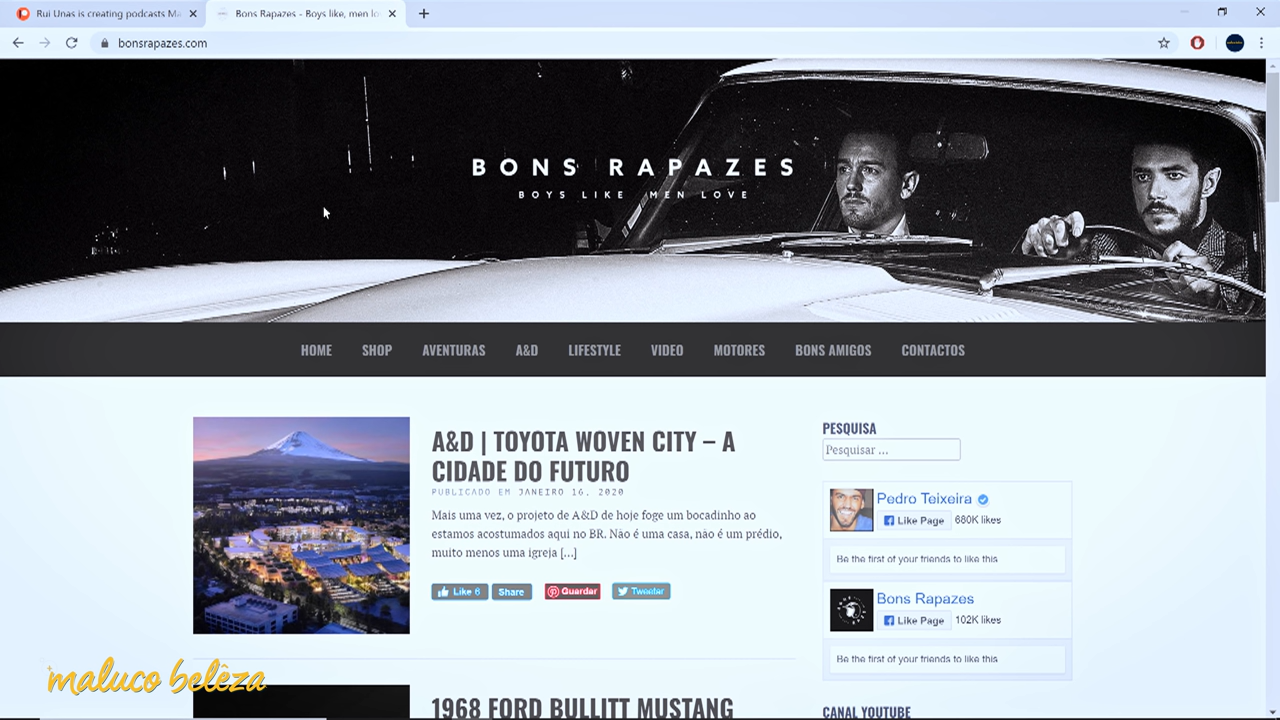 Rui Unas is creating podcasts Ma
Bons Rapazes - Boys like, men lo
bonsrapazes.com
BONS RAPAZES
BOYS LIKE MEN LOVE
HOME SHOP AVENTURAS A&D LIFESTYLE VIDEO MOTORES BONS AMIGOS CONTACTOS
A&D | TOYOTA WOVEN CITY – A
CIDADE DO FUTURO
PUBLICADO EM JANEIRO 16, 2020
Mais uma vez, o projeto de A&D de hoje foge um bocadinho ao
estamos acostumados aqui no BR. Não é uma casa, não é um prédio,
muito menos uma igreja [...]
Like 6 Share Guardar Tweetar
1968 FORD BULLITT MUSTANG
PESQUISA
Pesquisar ...
Pedro Teixeira
Like Page 680K likes
Be the first of your friends to like this
Bons Rapazes
Like Page 102K likes
Be the first of your friends to like this
CANAL YOUTUBE
maluco belêza